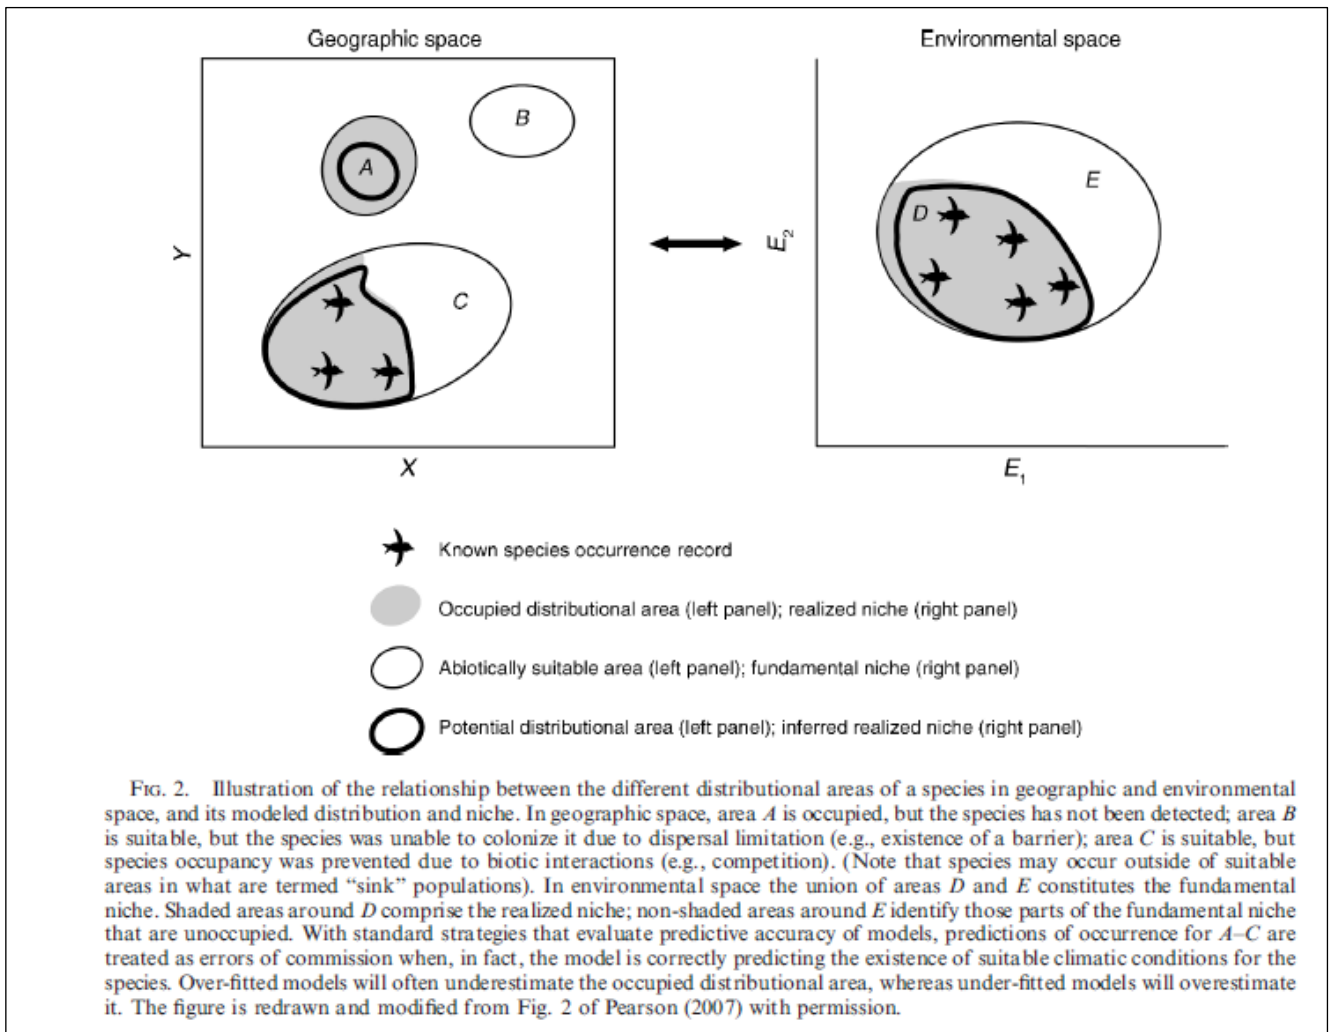 Geographic space
Environmental space
B
A
C
Y
X
E
D
E2
E1
Known species occurrence record
Occupied distributional area (left panel); realized niche (right panel)
Abiotically suitable area (left panel); fundamental niche (right panel)
Potential distributional area (left panel); inferred realized niche (right panel)
FIG. 2. Illustration of the relationship between the different distributional areas of a species in geographic and environmental
space, and its modeled distribution and niche. In geographic space, area A is occupied, but the species has not been detected; area B
is suitable, but the species was unable to colonize it due to dispersal limitation (e.g., existence of a barrier); area C is suitable, but
species occupancy was prevented due to biotic interactions (e.g., competition). (Note that species may occur outside of suitable
areas in what are termed “sink” populations). In environmental space the union of areas D and E constitutes the fundamental
niche. Shaded areas around D comprise the realized niche; non-shaded areas around E identify those parts of the fundamental niche
that are unoccupied. With standard strategies that evaluate predictive accuracy of models, predictions of occurrence for A–C are
treated as errors of commission when, in fact, the model is correctly predicting the existence of suitable climatic conditions for the
species. Over-fitted models will often underestimate the occupied distributional area, whereas under-fitted models will overestimate
it. The figure is redrawn and modified from Fig. 2 of Pearson (2007) with permission.